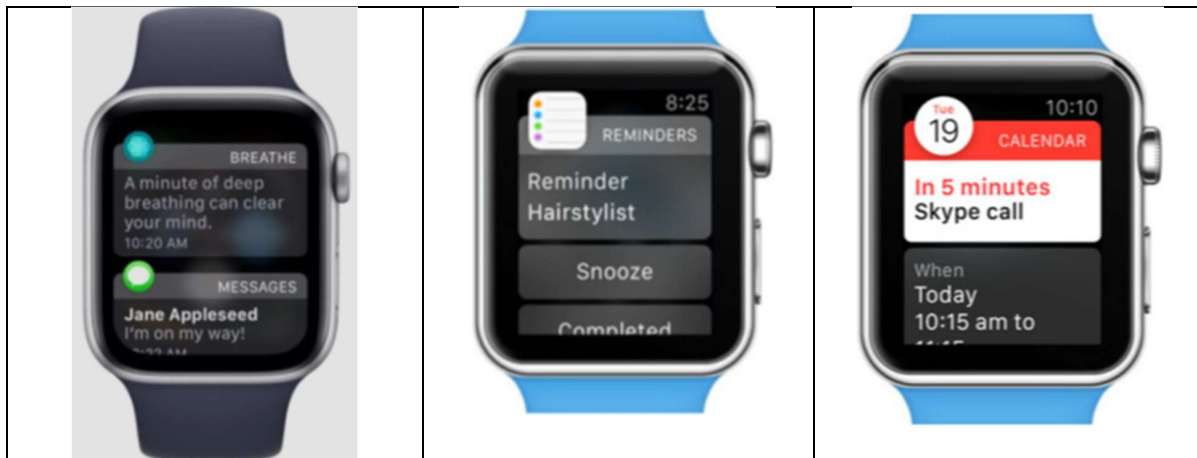 BREATHE
A minute of deep
breathing can clear
your mind.
10:20 AM
MESSAGES
Jane Appleseed
I'm on my way!
8:25
REMINDERS
Reminder
Hairstylist
Snooze
Completed
10:10
Tue
19
CALENDAR
In 5 minutes
Skype call
When
Today
10:15 am to